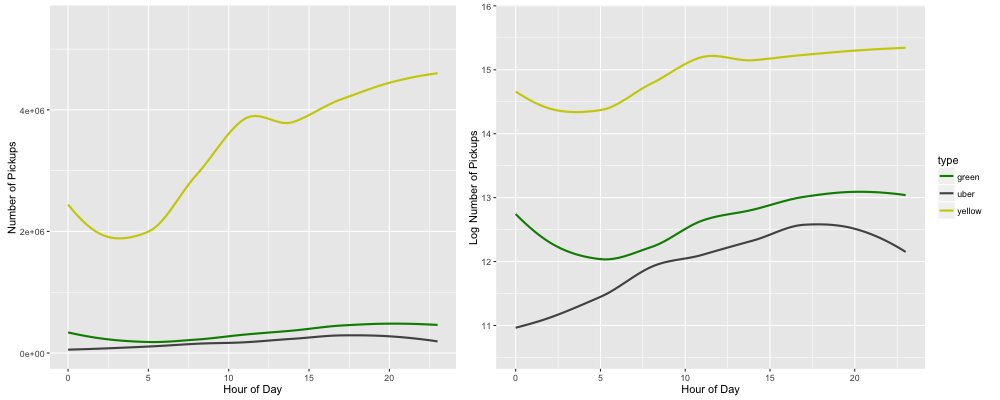 Number of Pickups
4e+06
2e+06
0e+00
0 5 10 15 20
Hour of Day
Log Number of Pickups
16
15
14
13
12
11
0 5 10 15 20
Hour of Day
type
green
uber
yellow